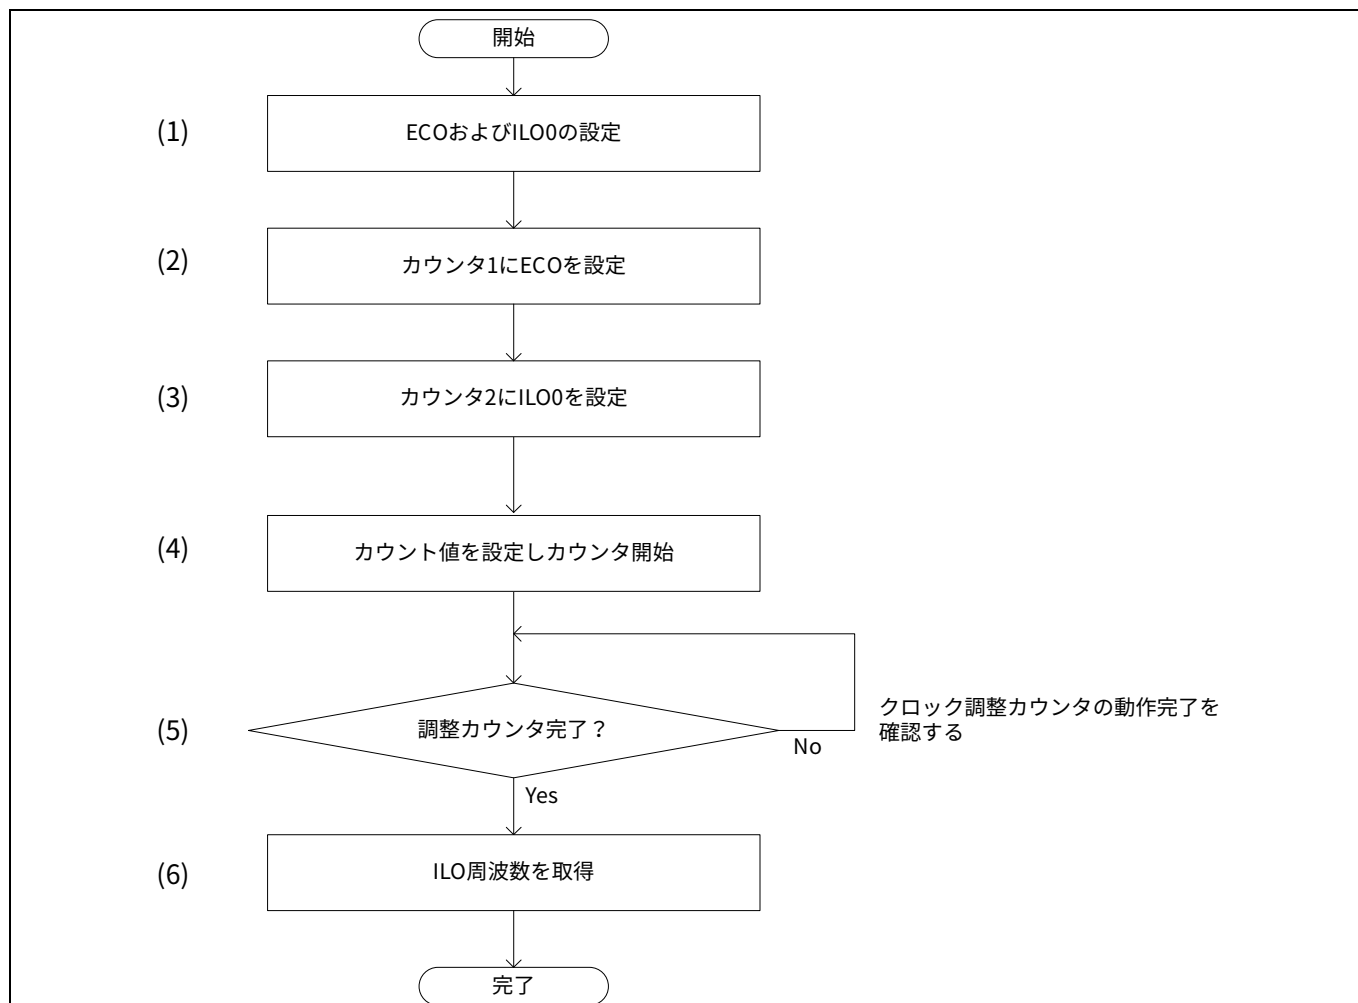 開始
(1)
ECOおよびILO0の設定
(2)
カウンタ1にECOを設定
(3)
カウンタ2にILO0を設定
(4)
カウント値を設定しカウンタ開始
(5)
調整カウンタ完了？
No
クロック調整カウンタの動作完了を
確認する
Yes
(6)
ILO周波数を取得
完了